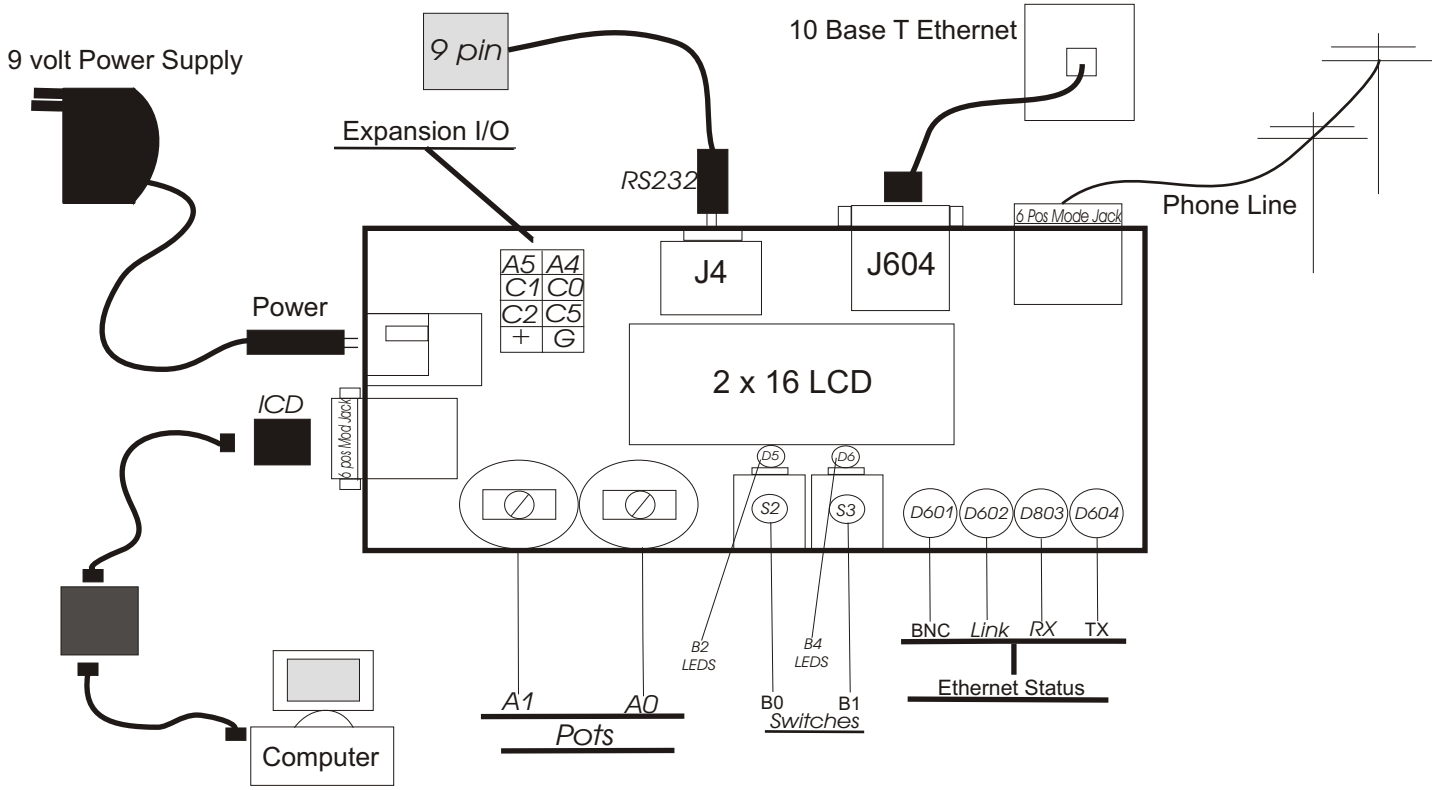 10 Base T Ethernet
9 pin
9 volt Power Supply
Expansion I/O
RS232
Phone Line
6 Pos Mode Jack
A5 A4
C1 C0
C2 C5
+ G
J4
J604
Power
2 x 16 LCD
ICD
6 pos Mod Jack
D5
D6
S2
S3
D601
D602
D803
D604
BNC
Link
RX
TX
B2
LEDS
B4
LEDS
Ethernet Status
A1
A0
Pots
B0
B1
Switches
Computer